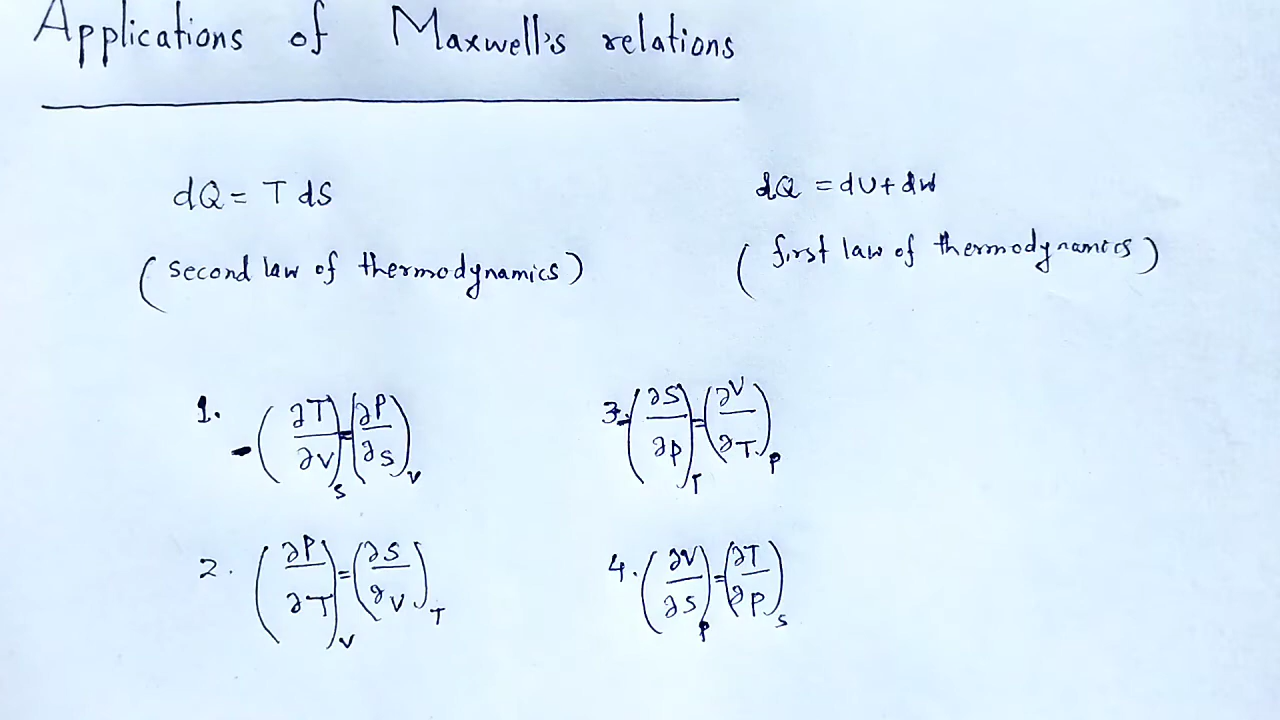 Applications of Maxwell's relations
dQ = T dS
(second law of thermodynamics)
dQ = dU + dW
(first law of thermodynamics)
1. -(∂T/∂V)_S = (∂P/∂S)_V
2. (∂P/∂T)_V = (∂S/∂V)_T
3. -(∂S/∂P)_T = (∂V/∂T)_P
4. (∂V/∂S)_P = (∂T/∂P)_S